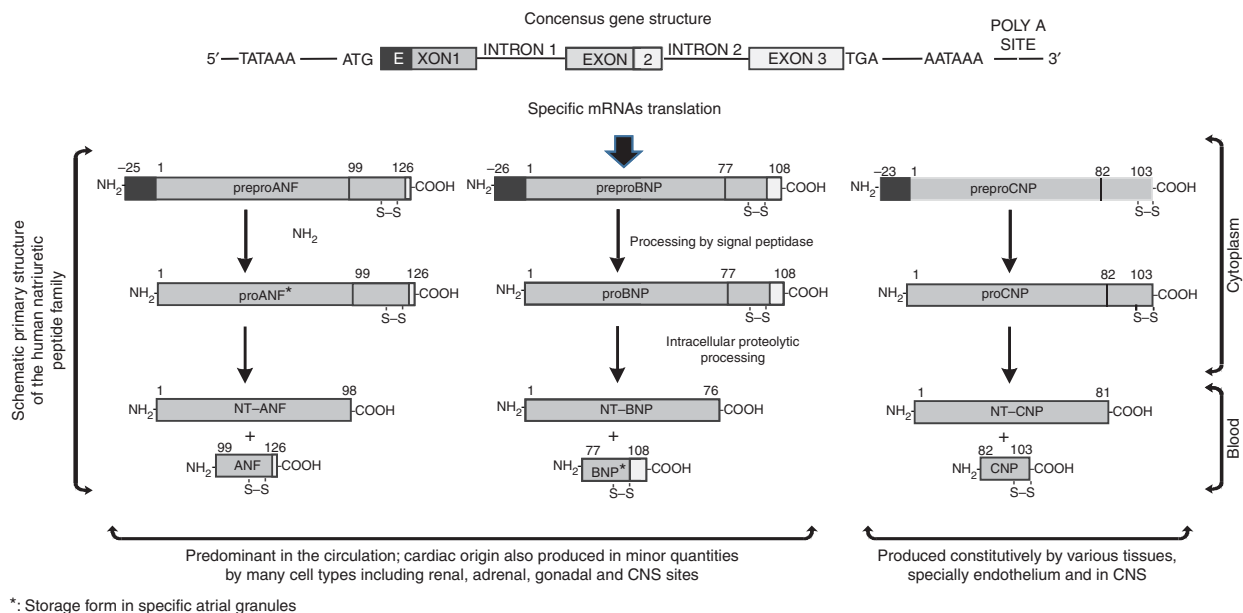 Concensus gene structure
5′ TATAAA ATG EXON1 INTRON 1 EXON 2 INTRON 2 EXON 3 TGA AATAAA POLY A SITE 3′
Specific mRNAs translation
Schematic primary structure
of the human natriuretic
peptide family
−25 1 99 126
NH2 preproANF COOH
S–S
−26 1 77 108
NH2 preproBNP COOH
S–S
−23 1 82 103
NH2 preproCNP COOH
S–S
NH2
Processing by signal peptidase
1 99 126
NH2 proANF* COOH
S–S
1 77 108
NH2 proBNP COOH
S–S
1 82 103
NH2 proCNP COOH
S–S
Intracellular proteolytic
processing
1 98
NH2 NT–ANF COOH
+
99 126
NH2 ANF COOH
S–S
1 76
NH2 NT–BNP COOH
+
77 108
NH2 BNP* COOH
S–S
1 81
NH2 NT–CNP COOH
+
82 103
NH2 CNP COOH
S–S
Cytoplasm
Blood
Predominant in the circulation; cardiac origin also produced in minor quantities
by many cell types including renal, adrenal, gonadal and CNS sites
Produced constitutively by various tissues,
specially endothelium and in CNS
*: Storage form in specific atrial granules